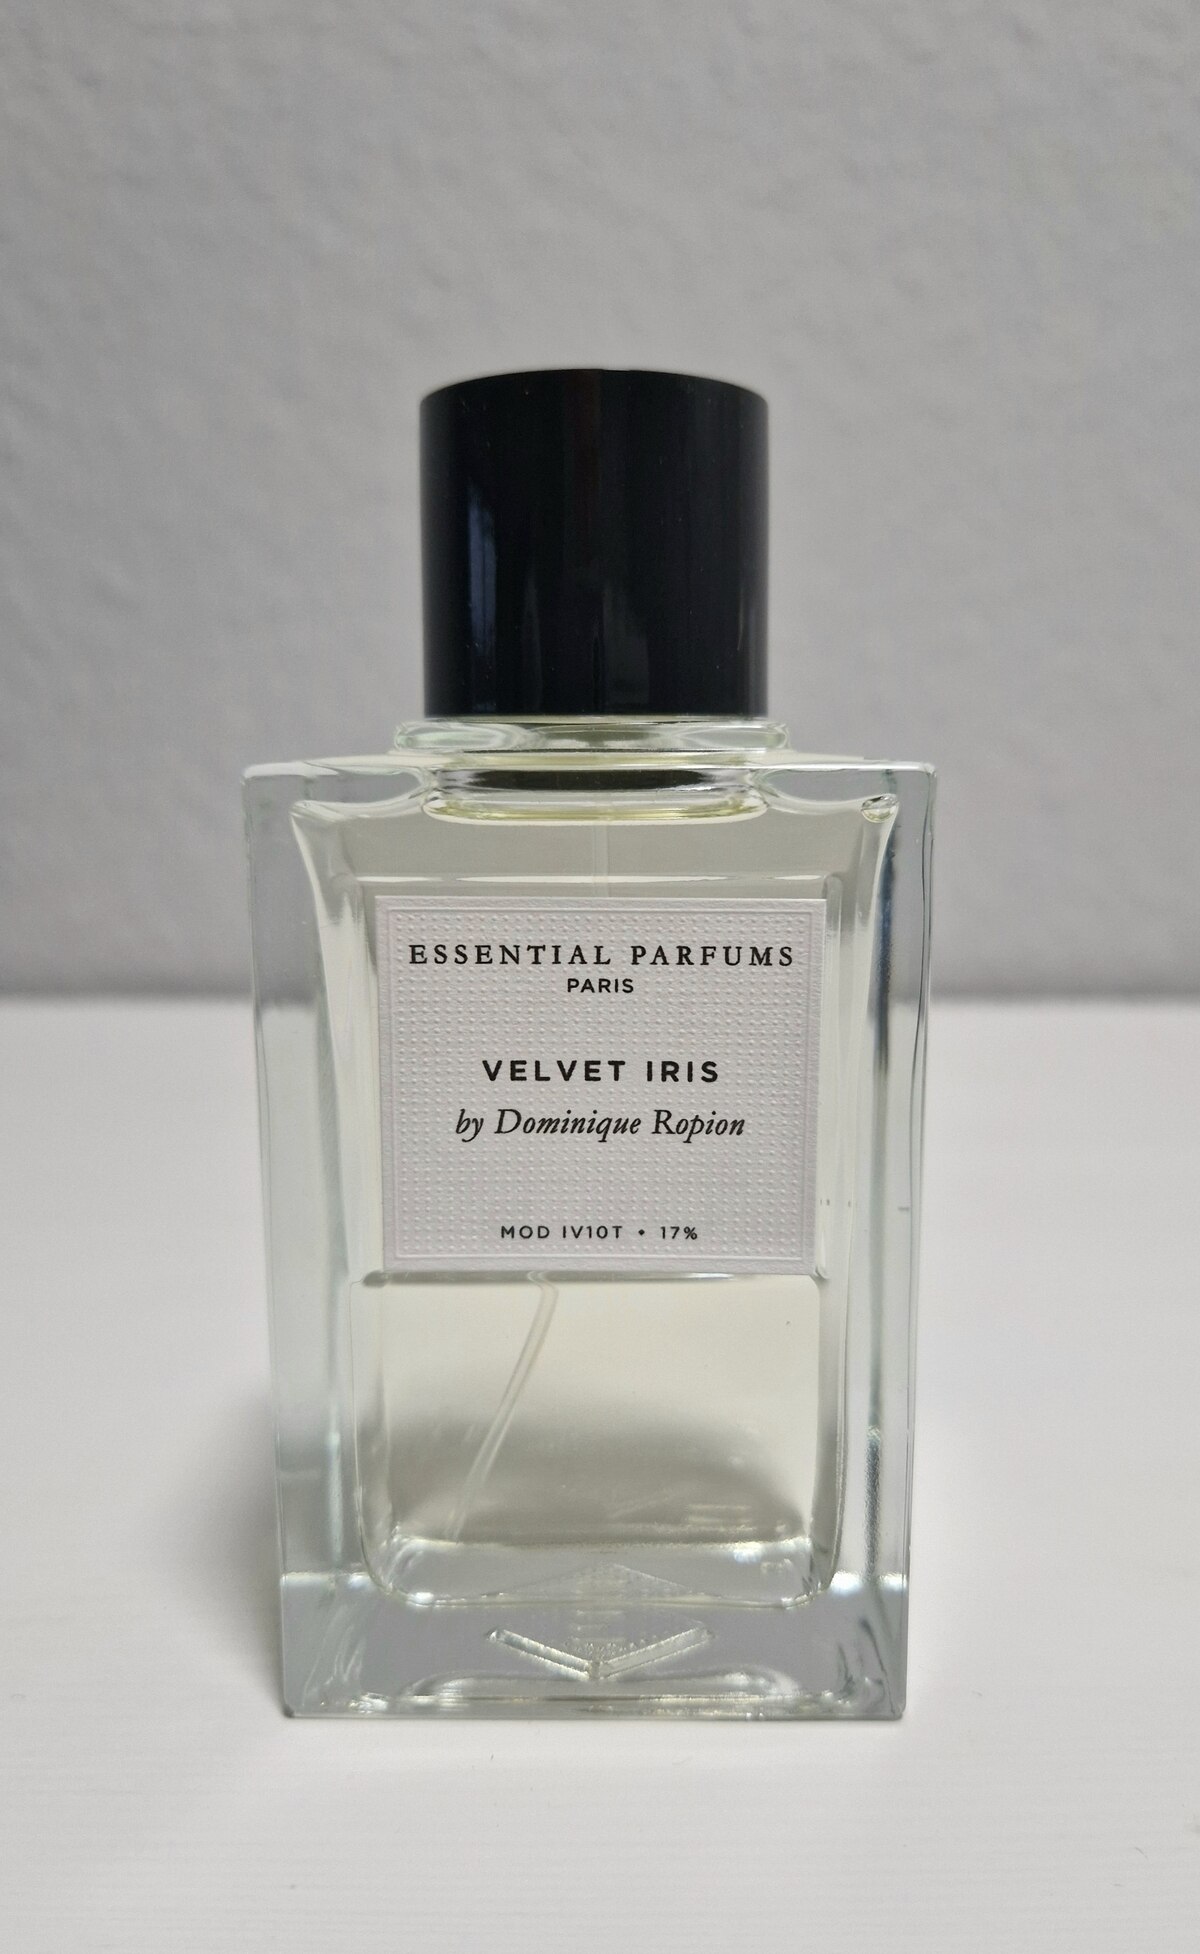 ESSENTIAL PARFUMS
PARIS
VELVET IRIS
by Dominique Ropion
MOD IV10T • 17%